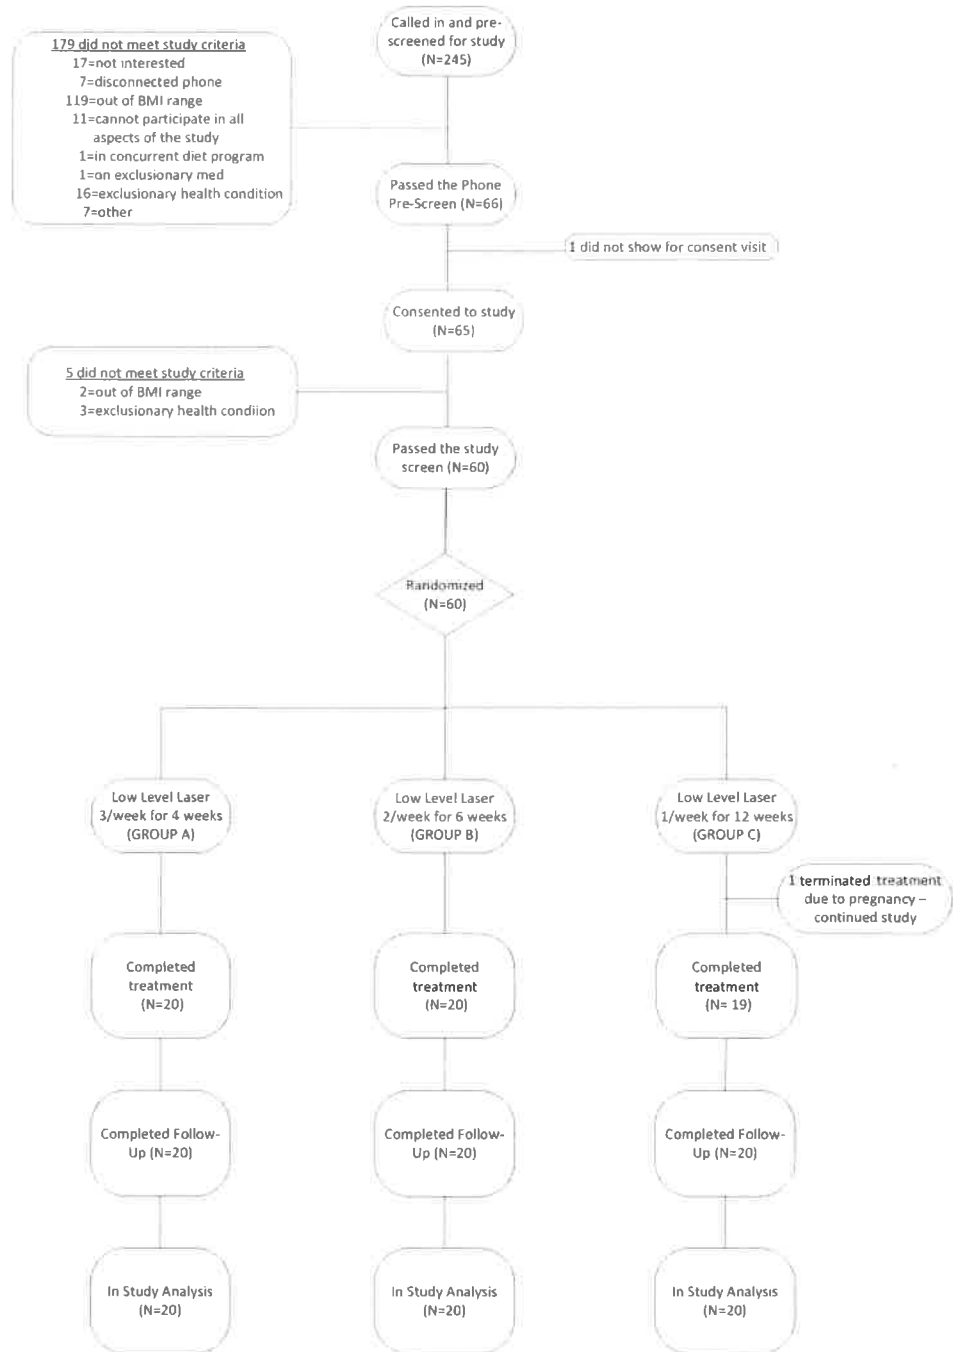 Called in and pre-
screened for study
(N=245)
179 did not meet study criteria
17=not interested
7=disconnected phone
119=out of BMI range
11=cannot participate in all
aspects of the study
1=in concurrent diet program
1=on exclusionary med
16=exclusionary health condition
7=other
Passed the Phone
Pre-Screen (N=66)
1 did not show for consent visit
Consented to study
(N=65)
5 did not meet study criteria
2=out of BMI range
3=exclusionary health condiion
Passed the study
screen (N=60)
Randomized
(N=60)
Low Level Laser
3/week for 4 weeks
(GROUP A)
Low Level Laser
2/week for 6 weeks
(GROUP B)
Low Level Laser
1/week for 12 weeks
(GROUP C)
1 terminated treatment
due to pregnancy –
continued study
Completed
treatment
(N=20)
Completed
treatment
(N=20)
Completed
treatment
(N= 19)
Completed Follow-
Up (N=20)
Completed Follow-
Up (N=20)
Completed Follow-
Up (N=20)
In Study Analysis
(N=20)
In Study Analysis
(N=20)
In Study Analysis
(N=20)